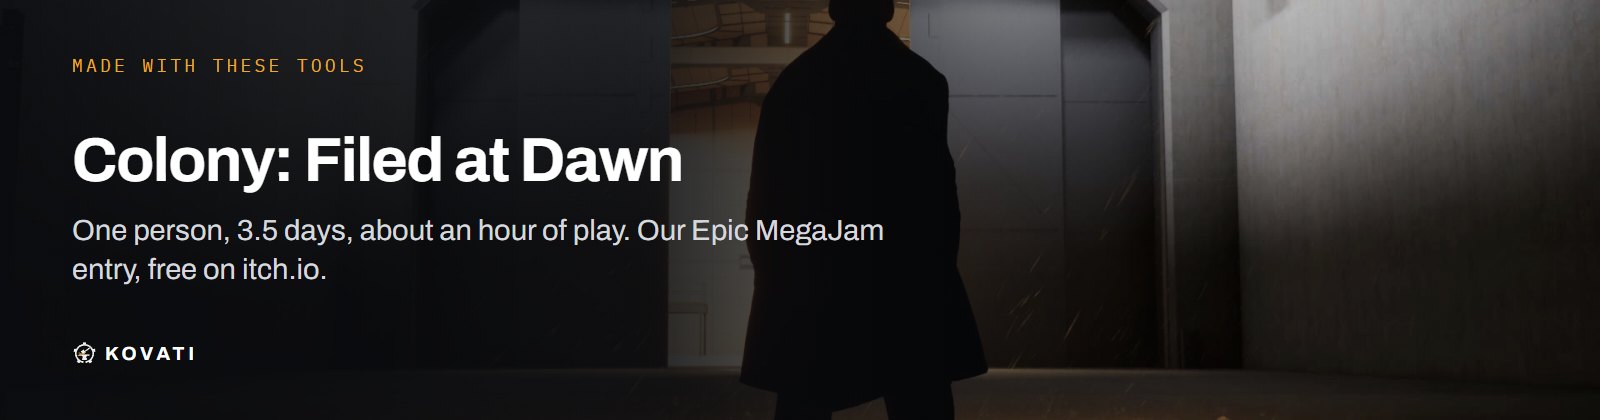 MADE WITH THESE TOOLS
Colony: Filed at Dawn
One person, 3.5 days, about an hour of play. Our Epic MegaJam
entry, free on itch.io.
KOVATI